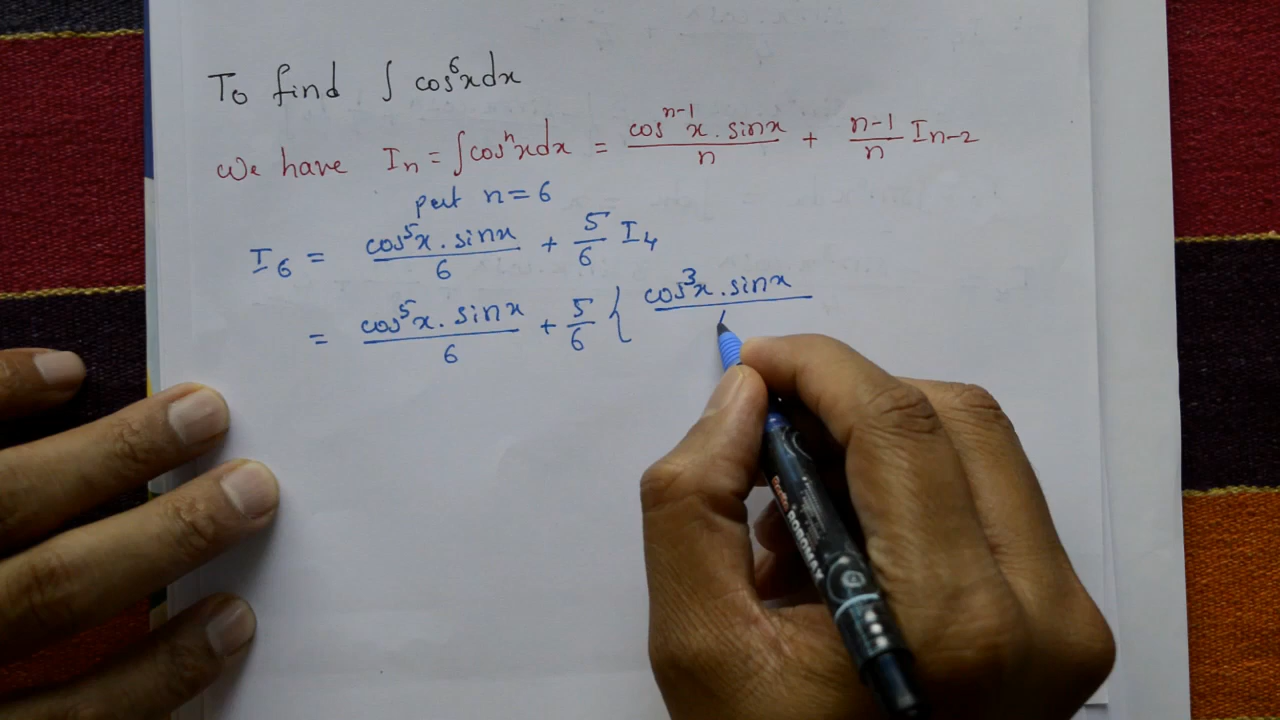 To find ∫ cos⁶x dx
We have Iₙ = ∫cosⁿx dx = (cosⁿ⁻¹x . sinx)/n + (n-1)/n Iₙ₋₂
put n = 6
I₆ = (cos⁵x . sinx)/6 + 5/6 I₄
= (cos⁵x . sinx)/6 + 5/6 { (cos³x . sinx)/
ROBOMAX